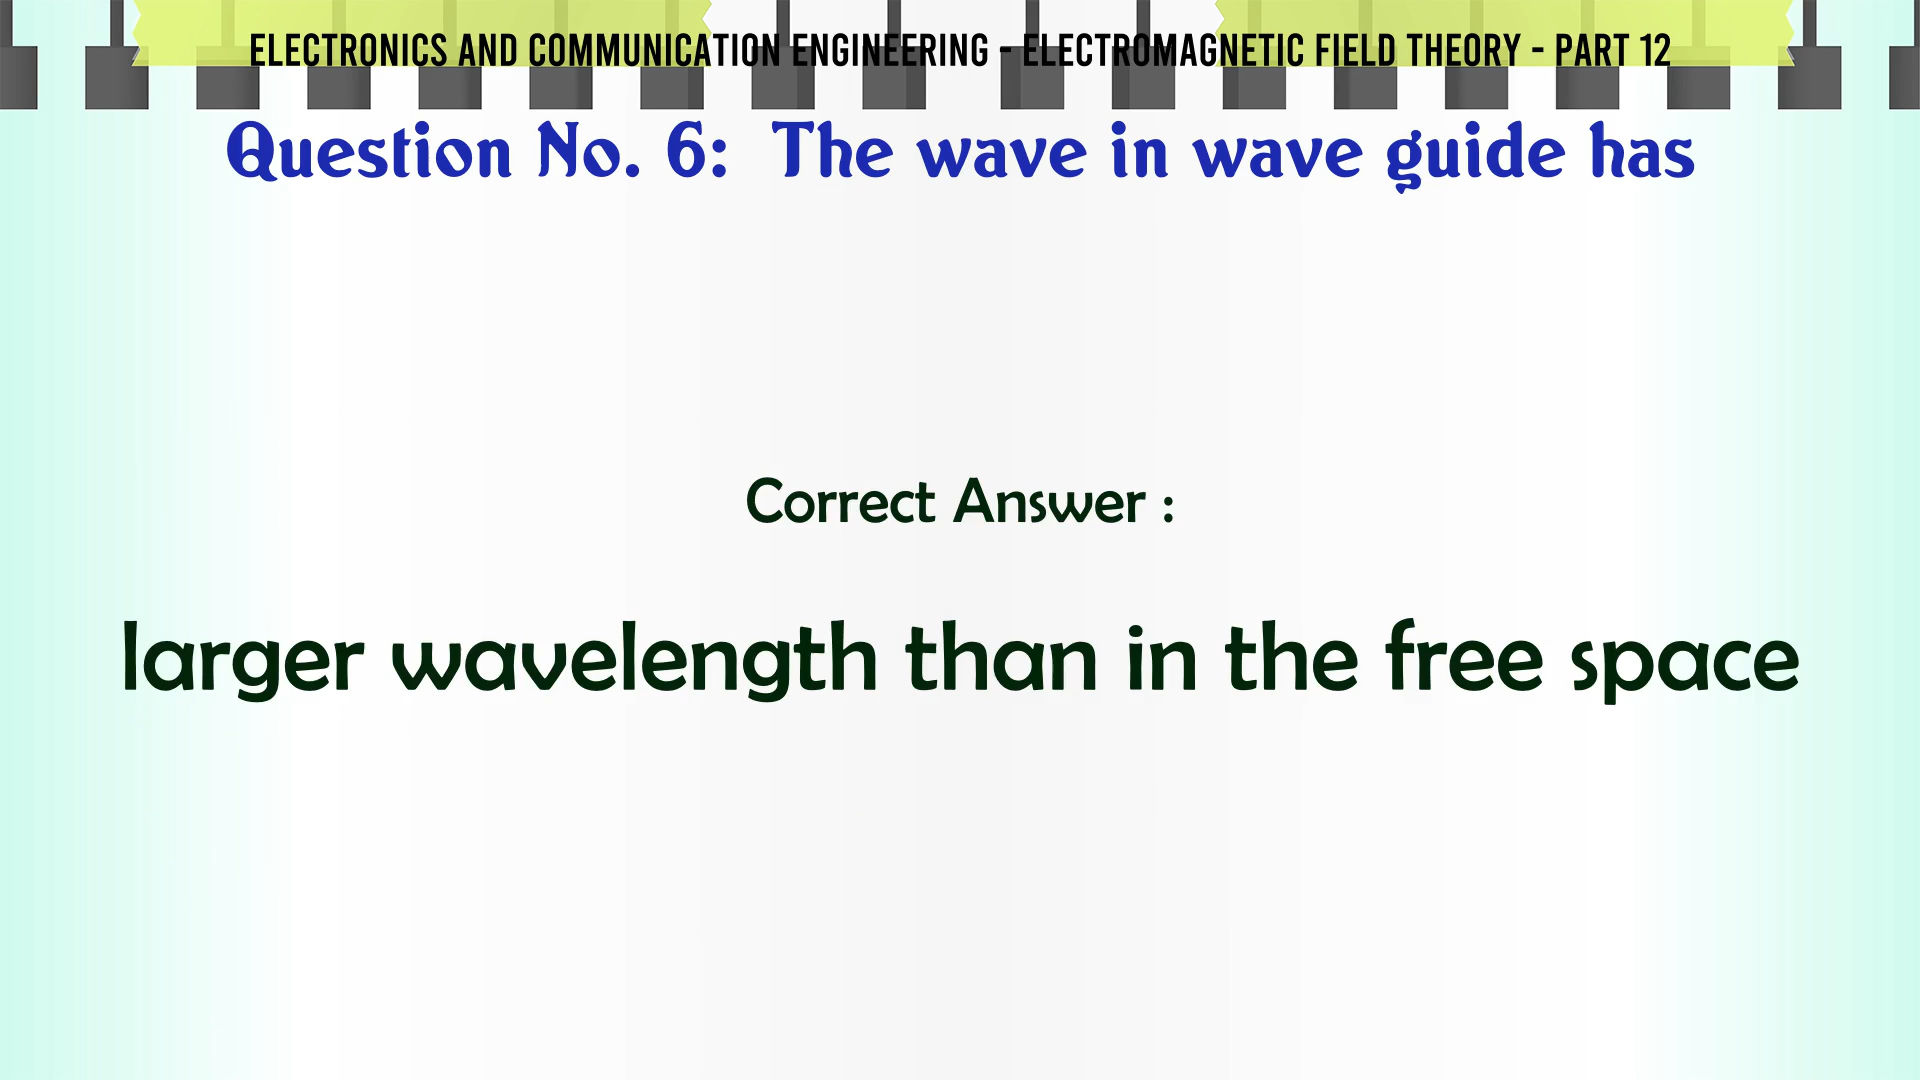 ELECTRONICS AND COMMUNICATION ENGINEERING - ELECTROMAGNETIC FIELD THEORY - PART 12
Question No. 6: The wave in wave guide has
Correct Answer :
larger wavelength than in the free space